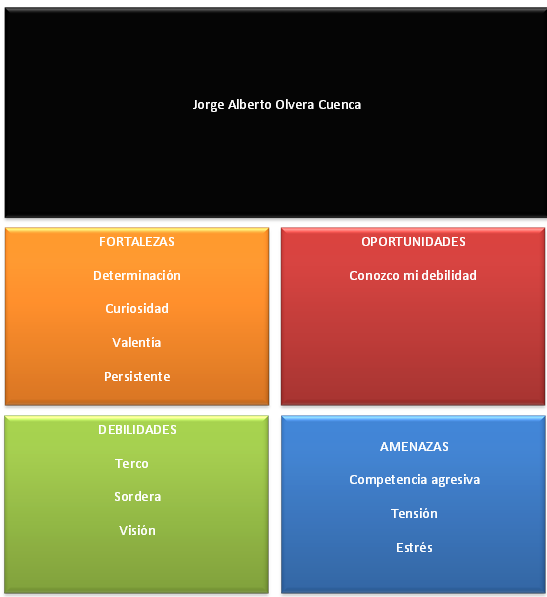 Jorge Alberto Olvera Cuenca
FORTALEZAS
Determinación
Curiosidad
Valentía
Persistente
OPORTUNIDADES
Conozco mi debilidad
DEBILIDADES
Terco
Sordera
Visión
AMENAZAS
Competencia agresiva
Tensión
Estrés